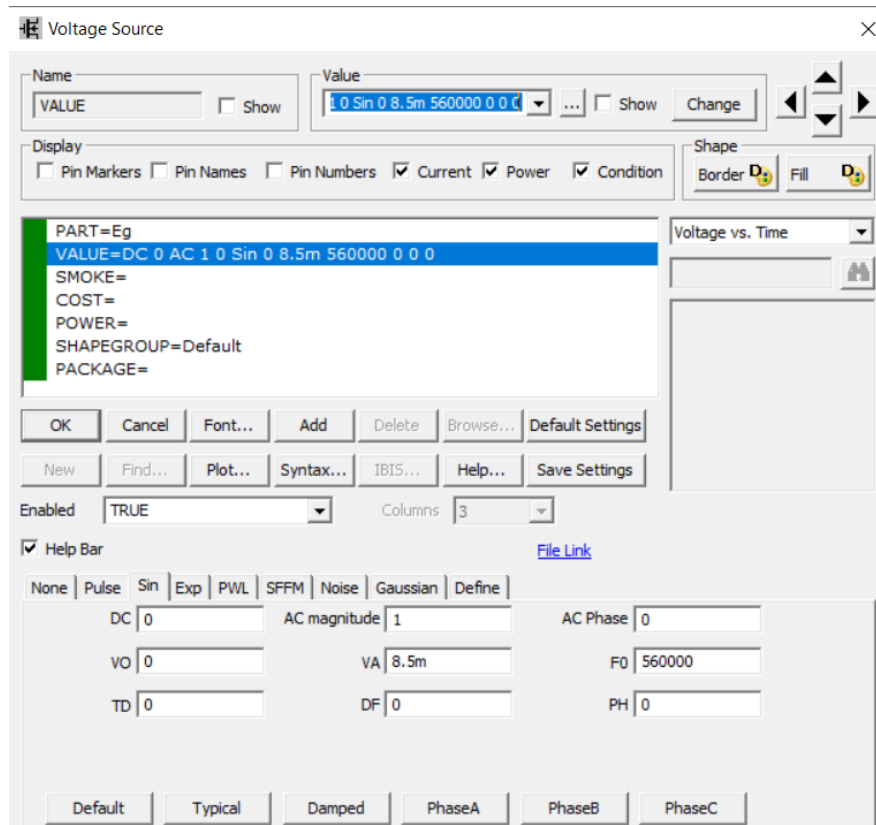 Voltage Source
Name
VALUE
Show
Value
1 0 Sin 0 8.5m 560000 0 0 0
...
Show
Change
Display
Pin Markers
Pin Names
Pin Numbers
Current
Power
Condition
Shape
Border
Fill
PART=Eg
VALUE=DC 0 AC 1 0 Sin 0 8.5m 560000 0 0 0
SMOKE=
COST=
POWER=
SHAPEGROUP=Default
PACKAGE=
Voltage vs. Time
OK Cancel Font... Add Delete Browse... Default Settings
New Find... Plot... Syntax... IBIS... Help... Save Settings
Enabled TRUE Columns 3
Help Bar File Link
None Pulse Sin Exp PWL SFFM Noise Gaussian Define
DC 0 AC magnitude 1 AC Phase 0
VO 0 VA 8.5m F0 560000
TD 0 DF 0 PH 0
Default Typical Damped PhaseA PhaseB PhaseC